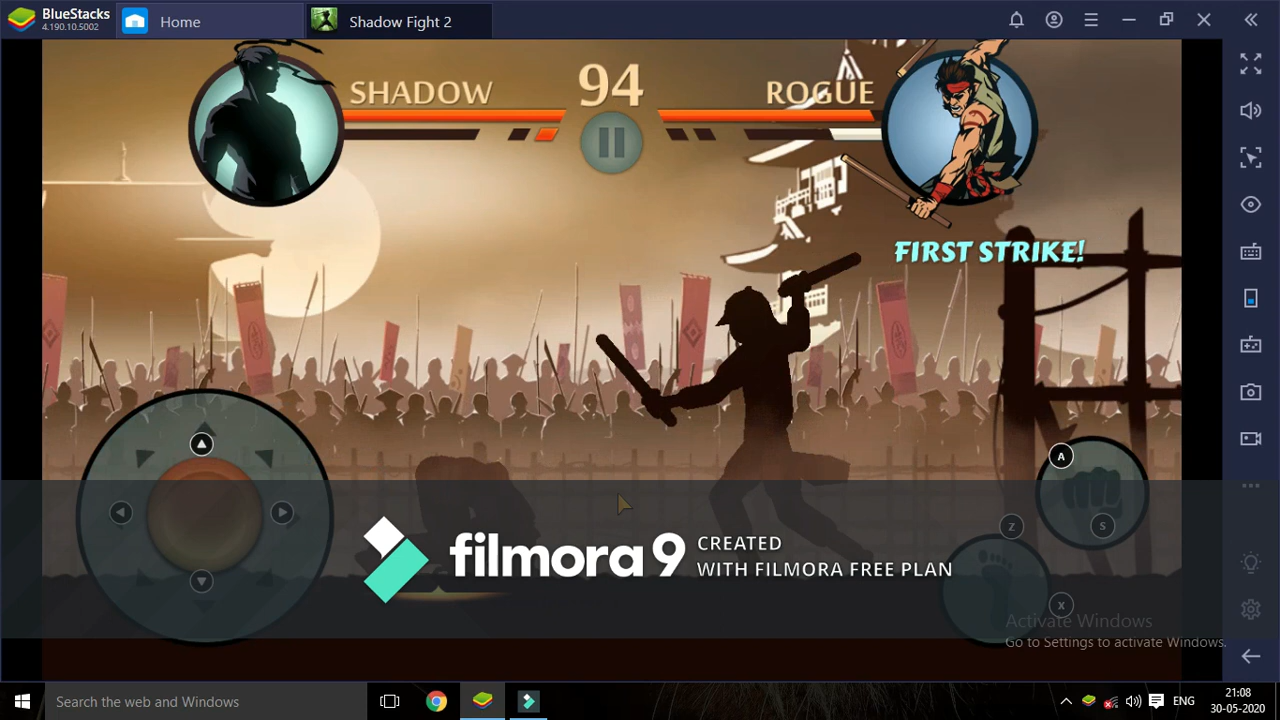 BlueStacks
4.190.10.5002
Home
Shadow Fight 2
SHADOW
94
ROGUE
FIRST STRIKE!
A
Z
S
X
filmora9
CREATED
WITH FILMORA FREE PLAN
Activate Windows
Go to Settings to activate Windows.
Search the web and Windows
ENG
21:08
30-05-2020